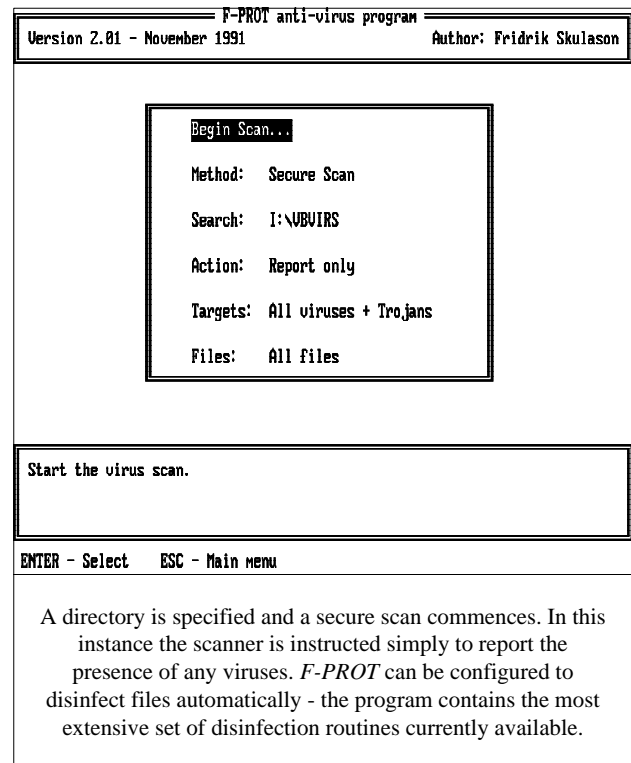 F-PROT anti-virus program
Version 2.01 - November 1991 Author: Fridrik Skulason
Begin Scan...
Method: Secure Scan
Search: I:\VBVIRS
Action: Report only
Targets: All viruses + Trojans
Files: All files
Start the virus scan.
ENTER - Select ESC - Main menu
A directory is specified and a secure scan commences. In this
instance the scanner is instructed simply to report the
presence of any viruses. F-PROT can be configured to
disinfect files automatically - the program contains the most
extensive set of disinfection routines currently available.